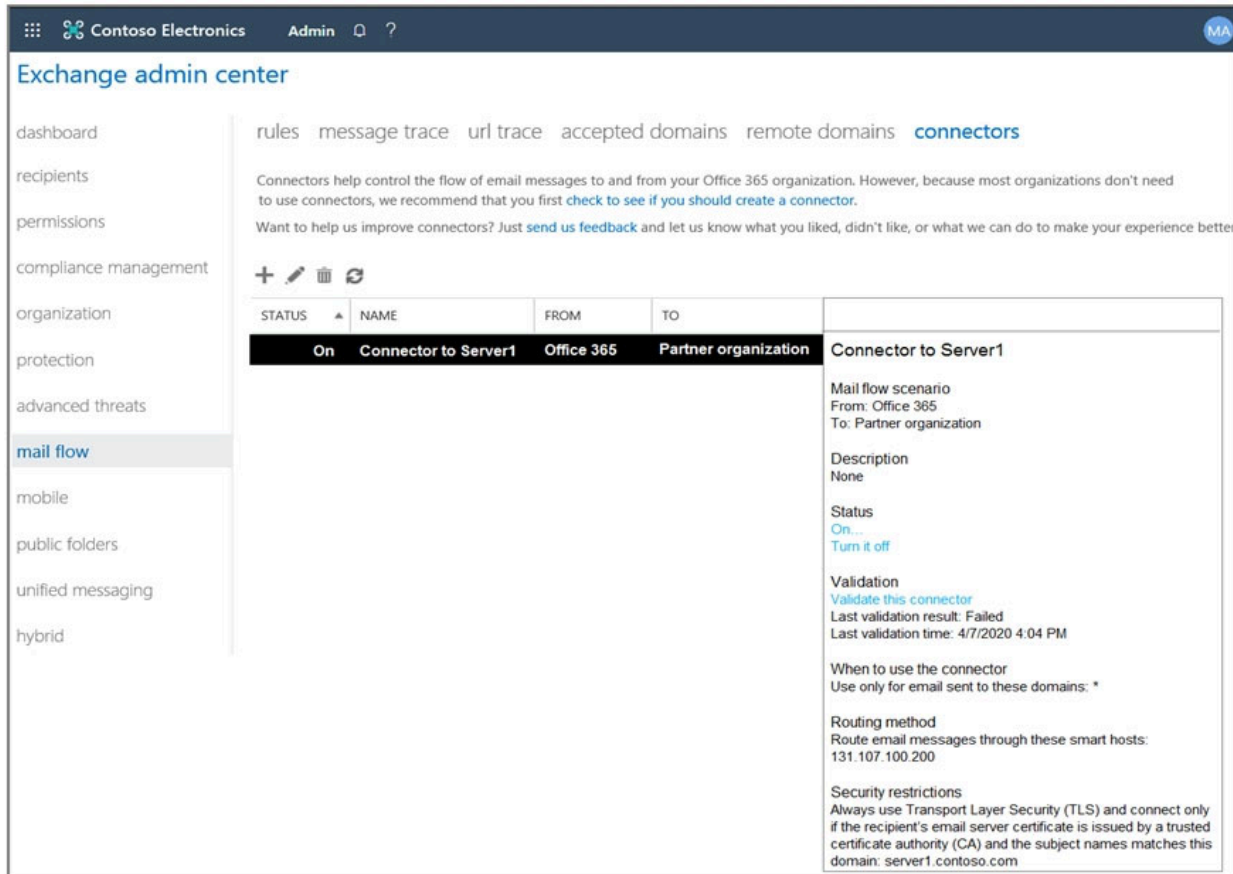 Contoso Electronics Admin ? MA
Exchange admin center
dashboard
recipients
permissions
compliance management
organization
protection
advanced threats
mail flow
mobile
public folders
unified messaging
hybrid
rules message trace url trace accepted domains remote domains connectors
Connectors help control the flow of email messages to and from your Office 365 organization. However, because most organizations don't need
to use connectors, we recommend that you first check to see if you should create a connector.
Want to help us improve connectors? Just send us feedback and let us know what you liked, didn't like, or what we can do to make your experience better
STATUS NAME FROM TO
On Connector to Server1 Office 365 Partner organization
Connector to Server1
Mail flow scenario
From: Office 365
To: Partner organization
Description
None
Status
On...
Turn it off
Validation
Validate this connector
Last validation result: Failed
Last validation time: 4/7/2020 4:04 PM
When to use the connector
Use only for email sent to these domains: *
Routing method
Route email messages through these smart hosts:
131.107.100.200
Security restrictions
Always use Transport Layer Security (TLS) and connect only
if the recipient's email server certificate is issued by a trusted
certificate authority (CA) and the subject names matches this
domain: server1.contoso.com